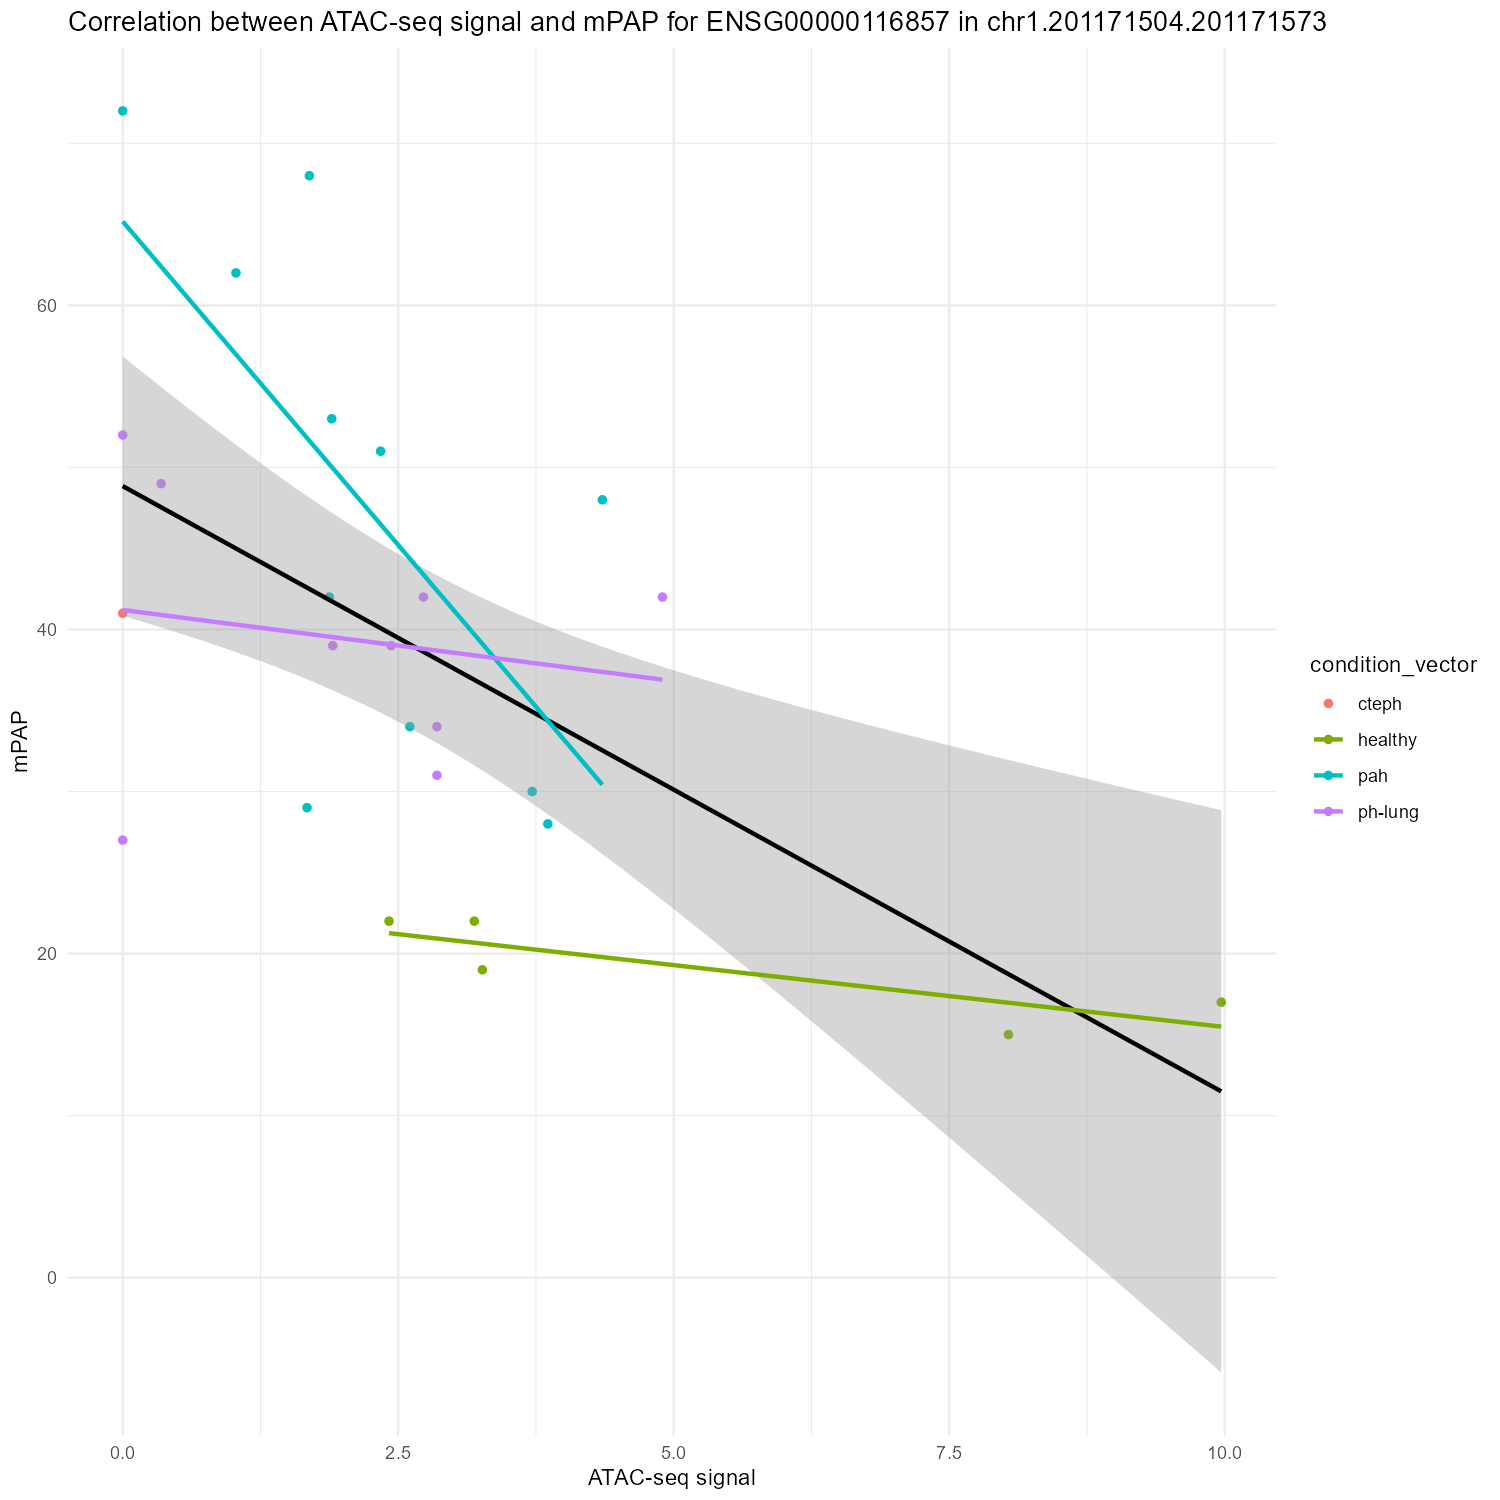 Correlation between ATAC-seq signal and mPAP for ENSG00000116857 in chr1.201171504.201171573
60
40
20
0
mPAP
0.0 2.5 5.0 7.5 10.0
ATAC-seq signal
condition_vector
cteph
healthy
pah
ph-lung